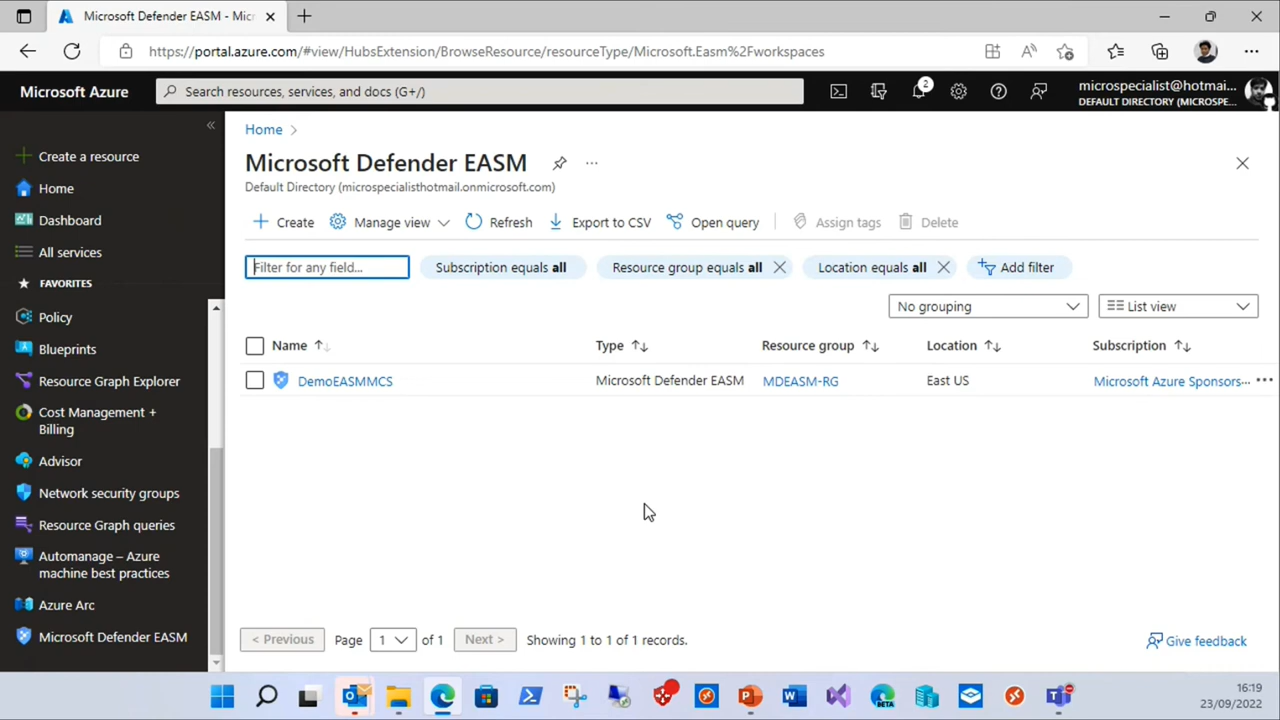 Microsoft Defender EASM - Micr
https://portal.azure.com/#view/HubsExtension/BrowseResource/resourceType/Microsoft.Easm%2Fworkspaces
Microsoft Azure
Search resources, services, and docs (G+/)
2
microspecialist@hotmai...
DEFAULT DIRECTORY (MICROSPE...
Create a resource
Home
Dashboard
All services
FAVORITES
Policy
Blueprints
Resource Graph Explorer
Cost Management +
Billing
Advisor
Network security groups
Resource Graph queries
Automanage – Azure
machine best practices
Azure Arc
Microsoft Defender EASM
Home >
Microsoft Defender EASM
Default Directory (microspecialisthotmail.onmicrosoft.com)
Create Manage view Refresh Export to CSV Open query Assign tags Delete
Filter for any field... Subscription equals all Resource group equals all Location equals all Add filter
No grouping List view
Name Type Resource group Location Subscription
DemoEASMMCS Microsoft Defender EASM MDEASM-RG East US Microsoft Azure Sponsors...
< Previous Page 1 of 1 Next > Showing 1 to 1 of 1 records.
Give feedback
BETA
16:19
23/09/2022